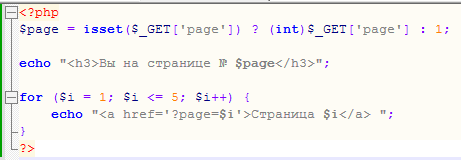 <?php
$page = isset($_GET['page']) ? (int)$_GET['page'] : 1;
echo "<h3>Вы на странице № $page</h3>";
for ($i = 1; $i <= 5; $i++) {
echo "<a href='?page=$i'>Страница $i</a> ";
}
?>